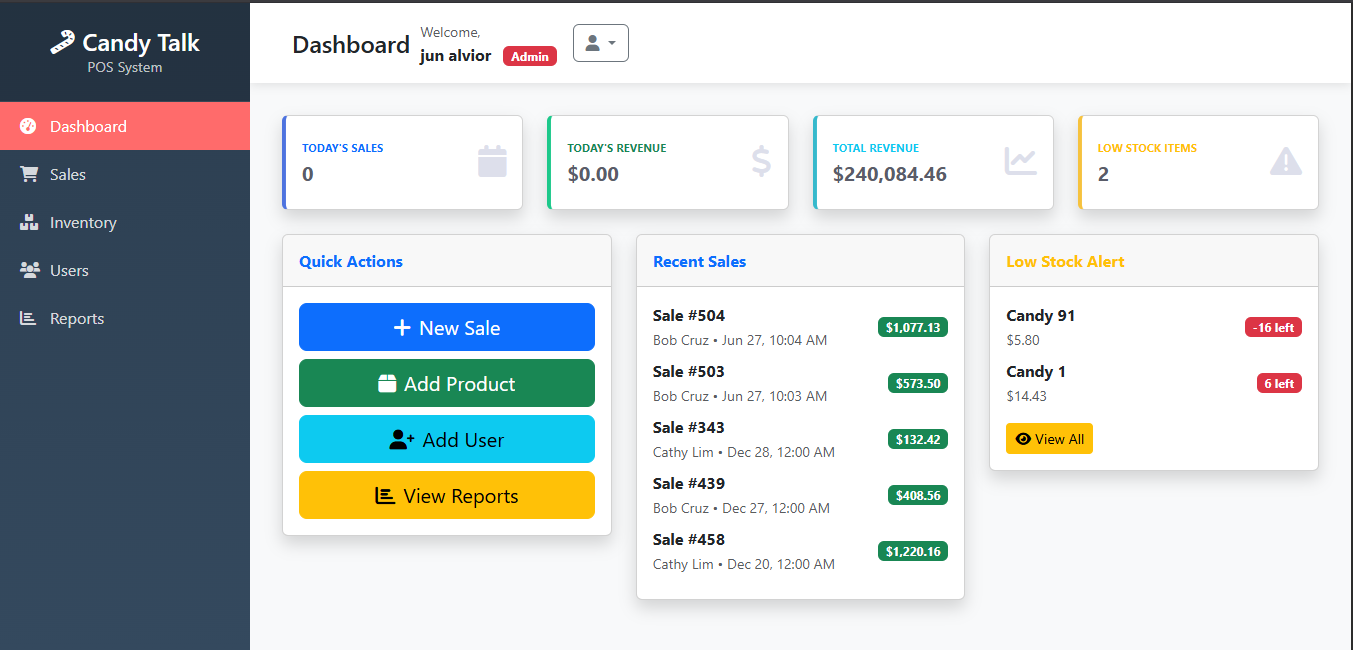 Candy Talk
POS System
Dashboard
Sales
Inventory
Users
Reports
Dashboard
Welcome,
jun alvior Admin
TODAY'S SALES
0
TODAY'S REVENUE
$0.00
TOTAL REVENUE
$240,084.46
LOW STOCK ITEMS
2
Quick Actions
New Sale
Add Product
Add User
View Reports
Recent Sales
Sale #504
Bob Cruz • Jun 27, 10:04 AM
$1,077.13
Sale #503
Bob Cruz • Jun 27, 10:03 AM
$573.50
Sale #343
Cathy Lim • Dec 28, 12:00 AM
$132.42
Sale #439
Bob Cruz • Dec 27, 12:00 AM
$408.56
Sale #458
Cathy Lim • Dec 20, 12:00 AM
$1,220.16
Low Stock Alert
Candy 91
$5.80
-16 left
Candy 1
$14.43
6 left
View All